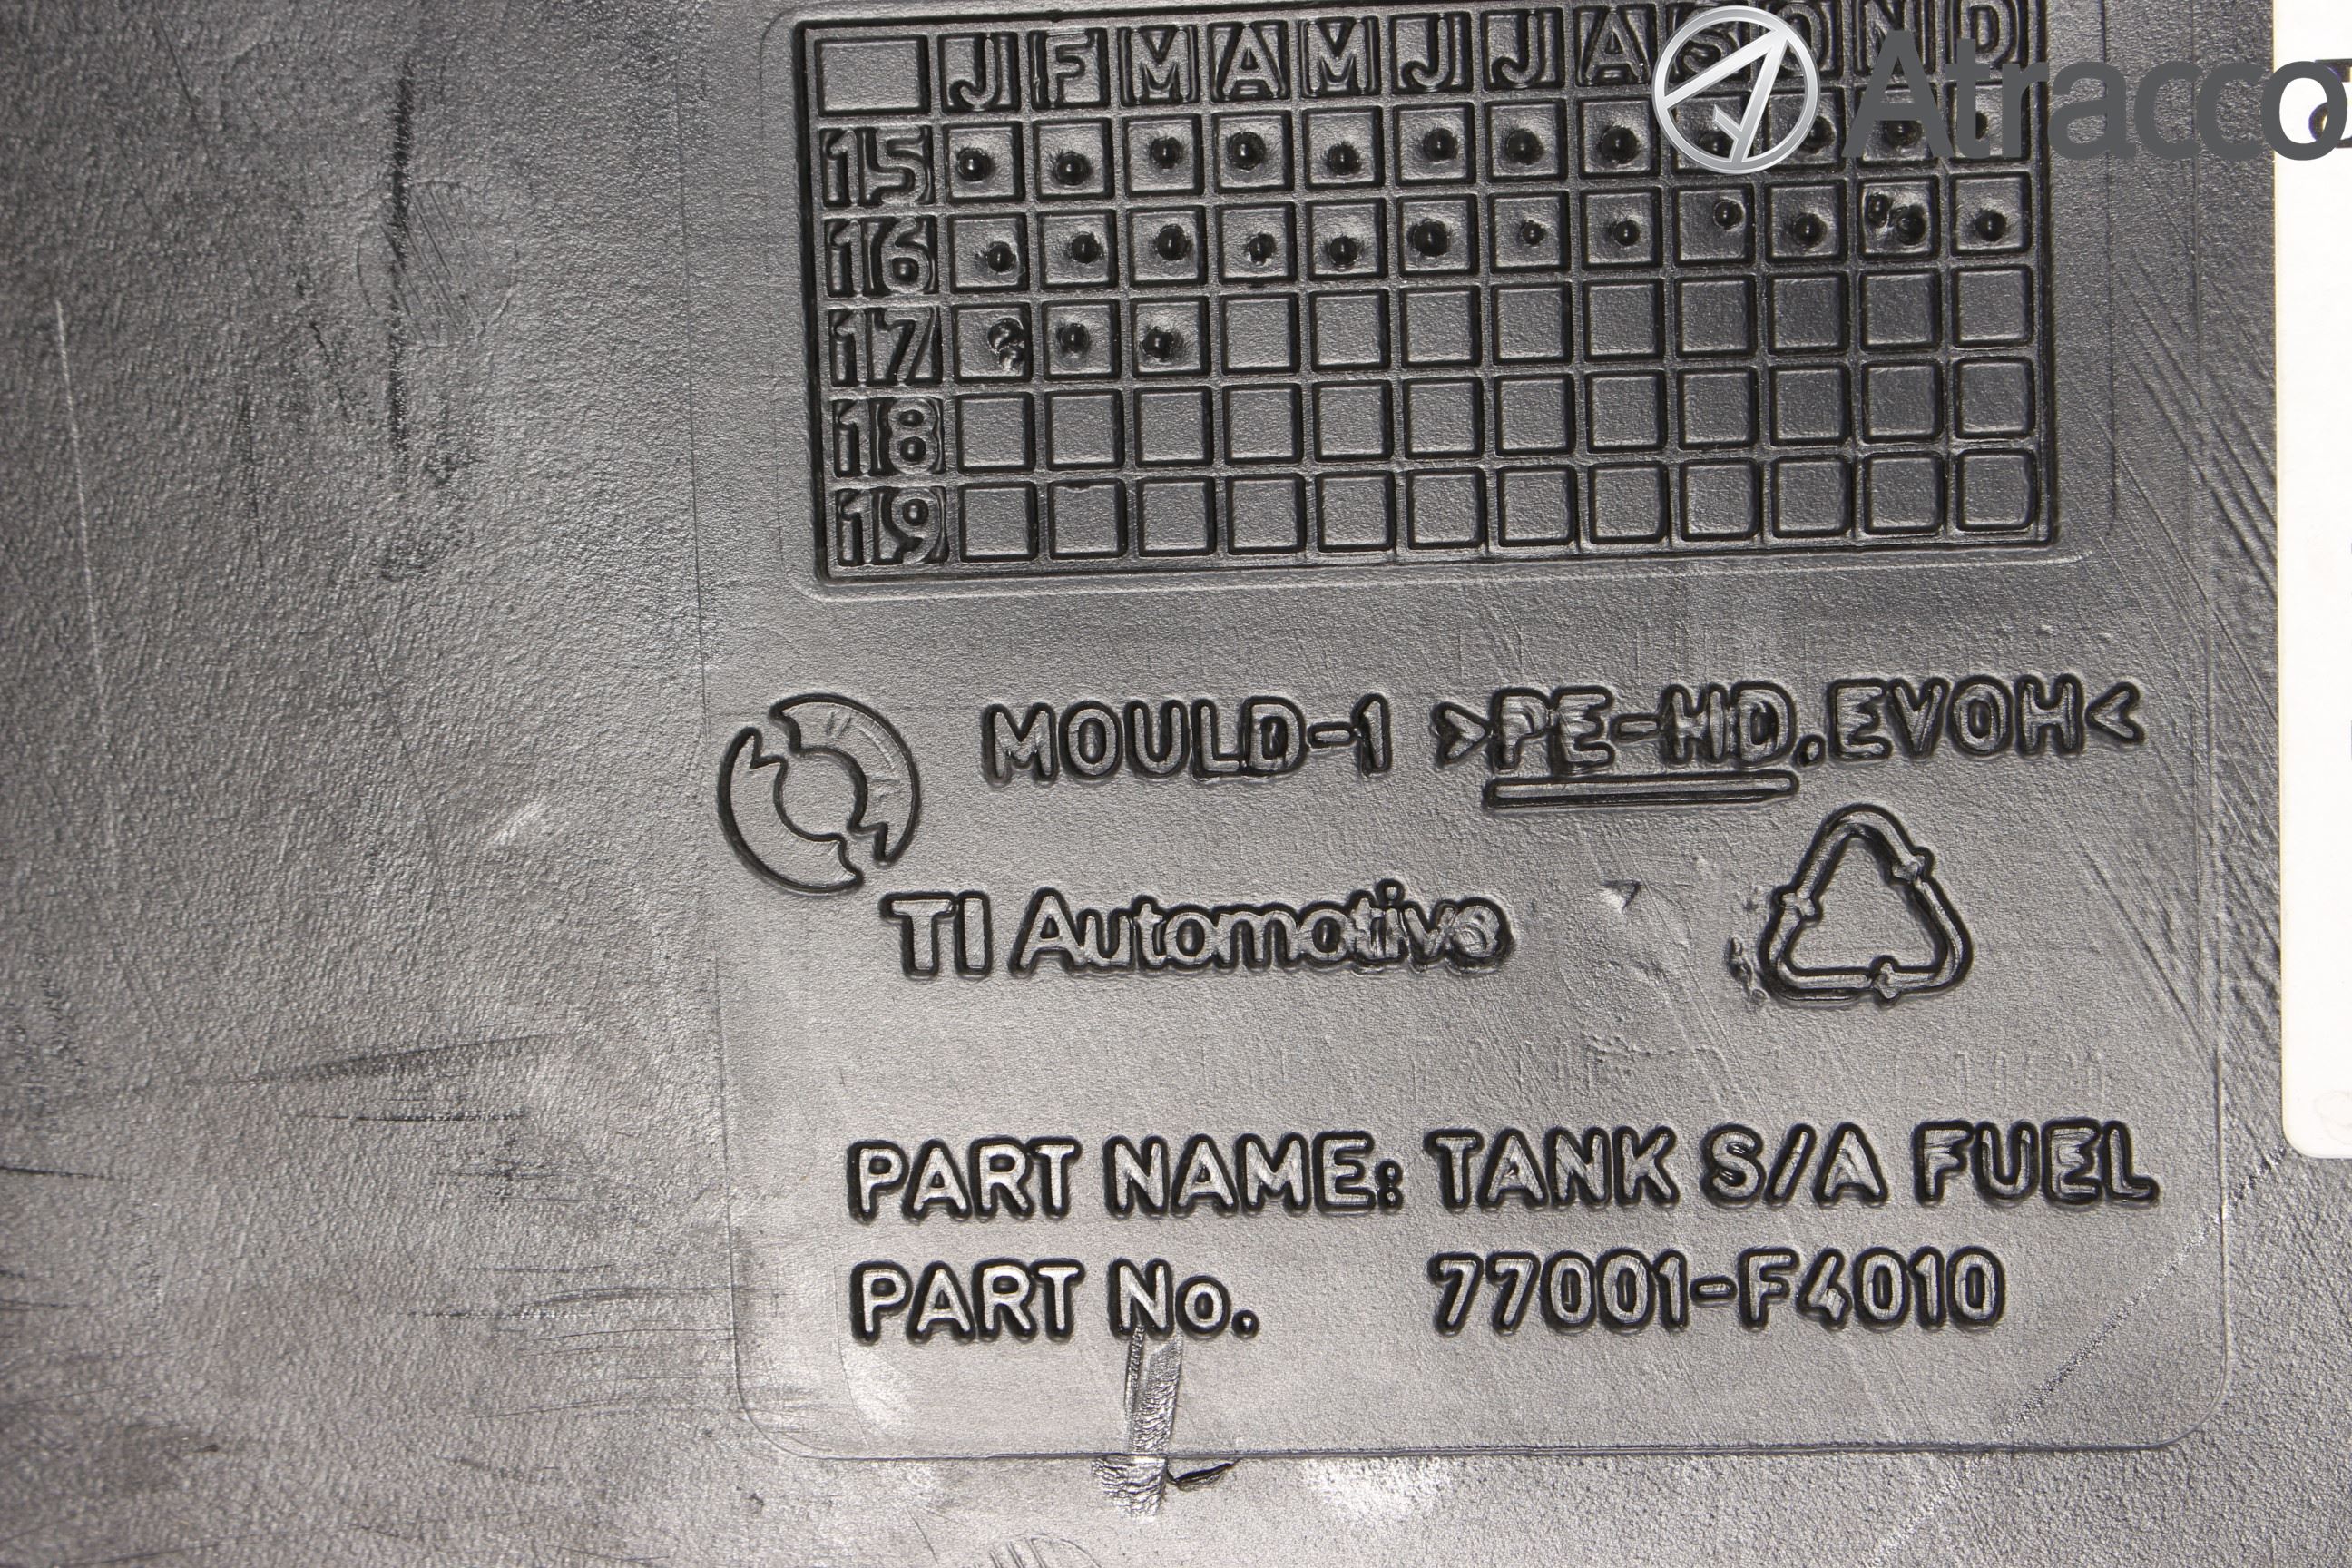 J F M A M J J A S O N D
Atracco
15
16
17
18
19
MOULD-1 >PE-HD.EVOH<
TI Automotive
PART NAME: TANK S/A FUEL
PART No. 77001-F4010